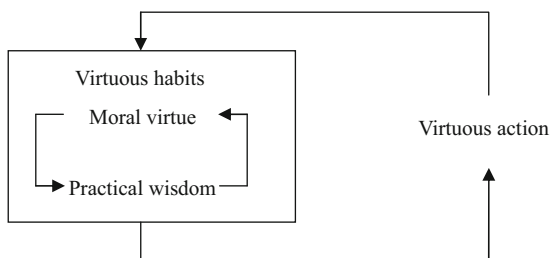 Virtuous habits
Moral virtue
Virtuous action
Practical wisdom